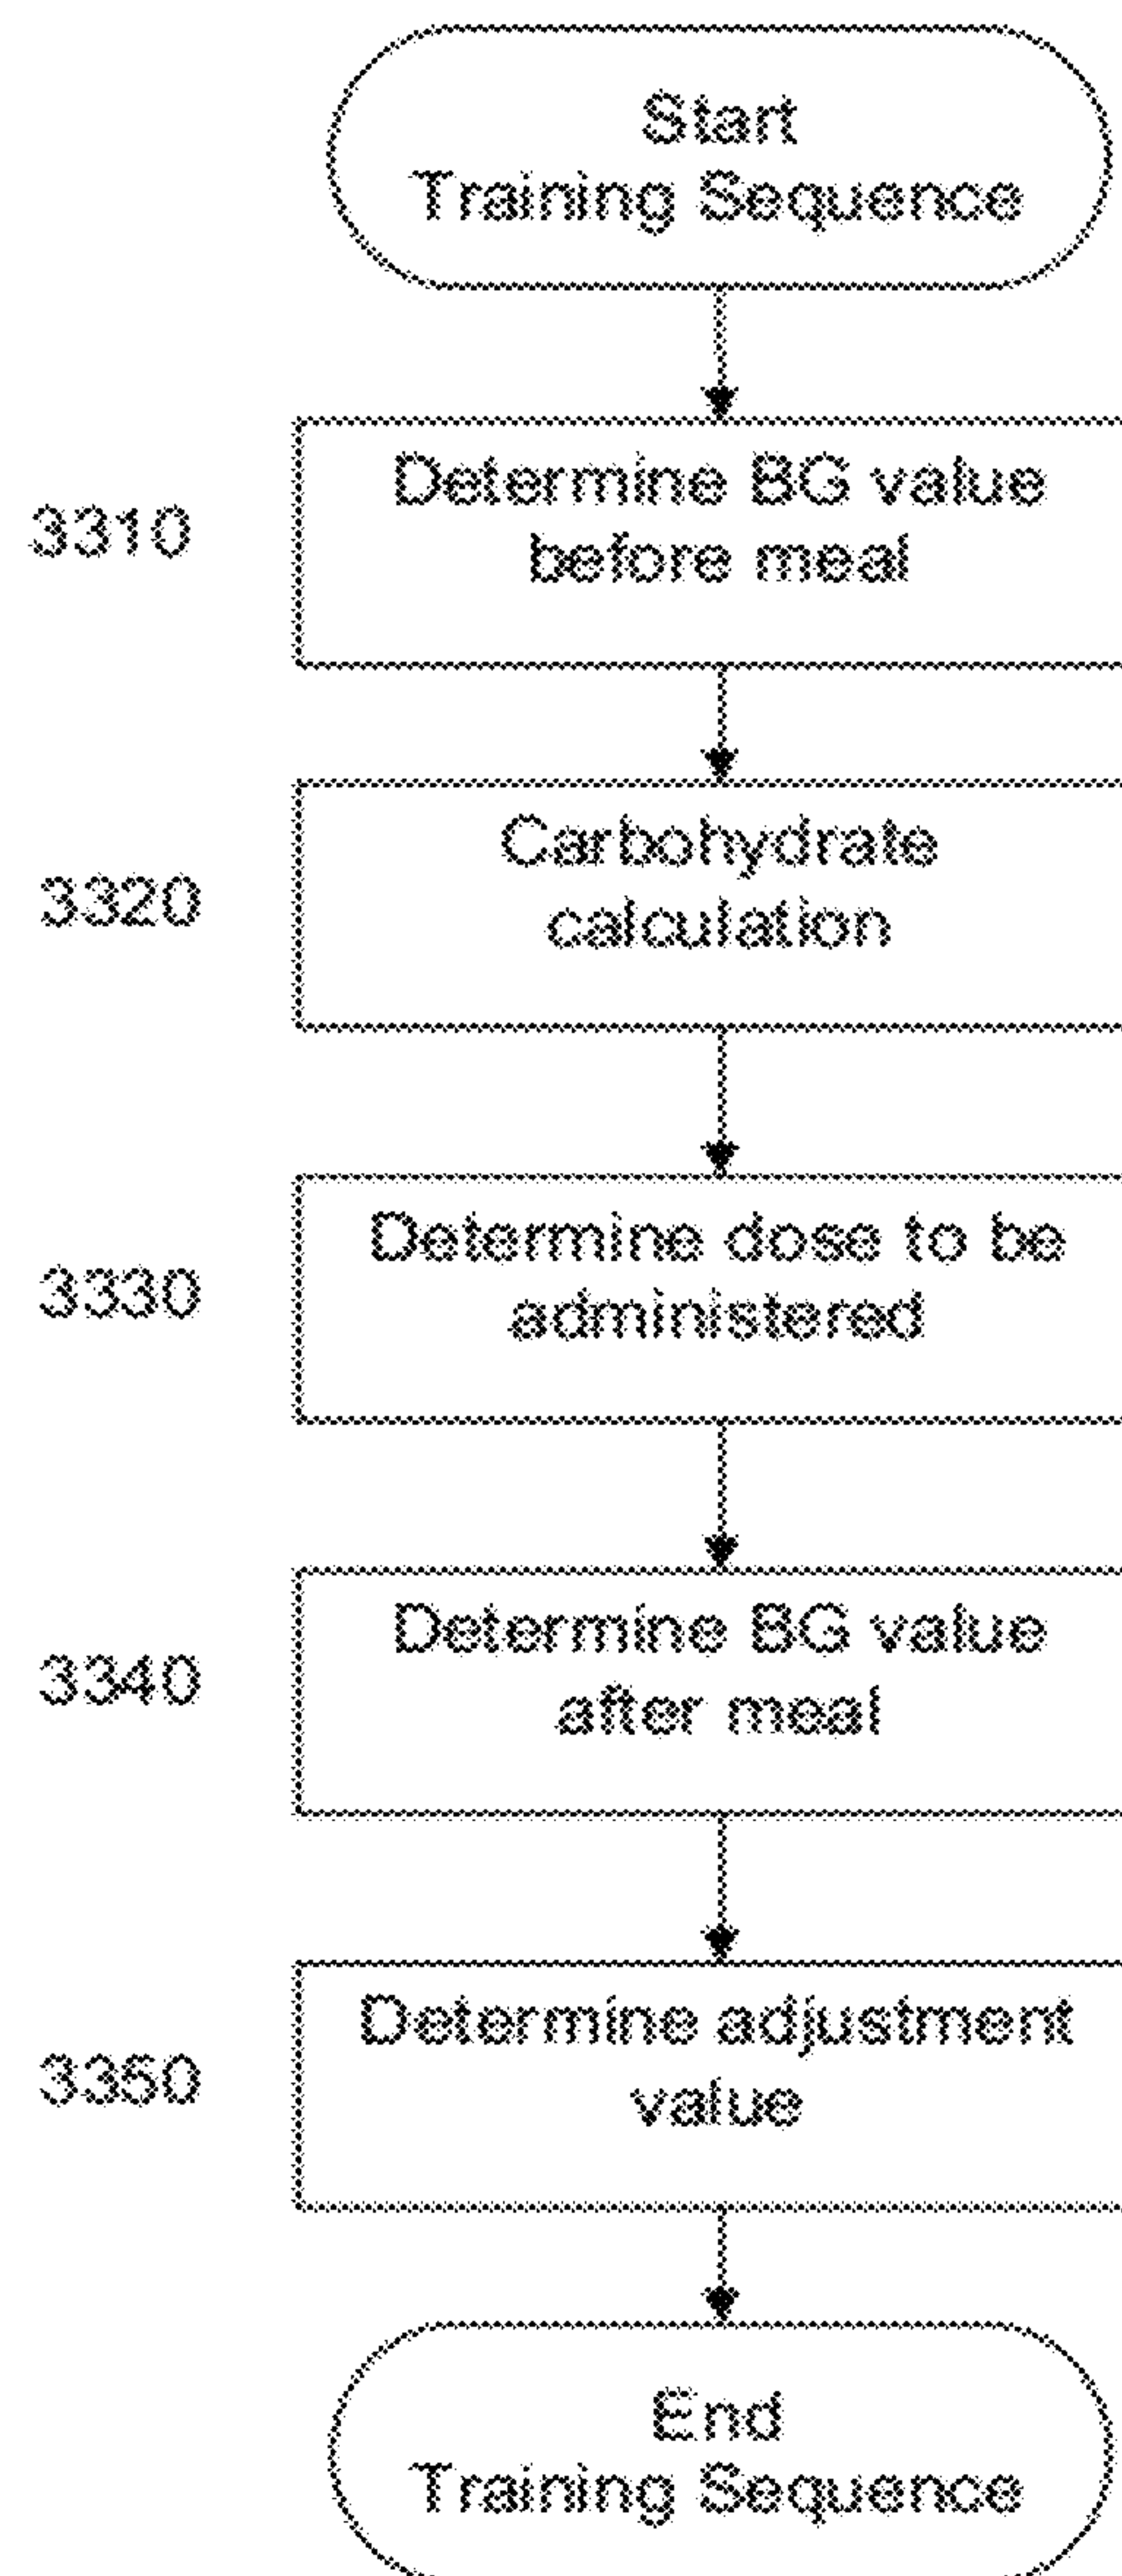 Start
Training Sequence
3310
Determine BG value
before meal
3320
Carbohydrate
calculation
3330
Determine dose to be
administered
3340
Determine BG value
after meal
3350
Determine adjustment
value
End
Training Sequence